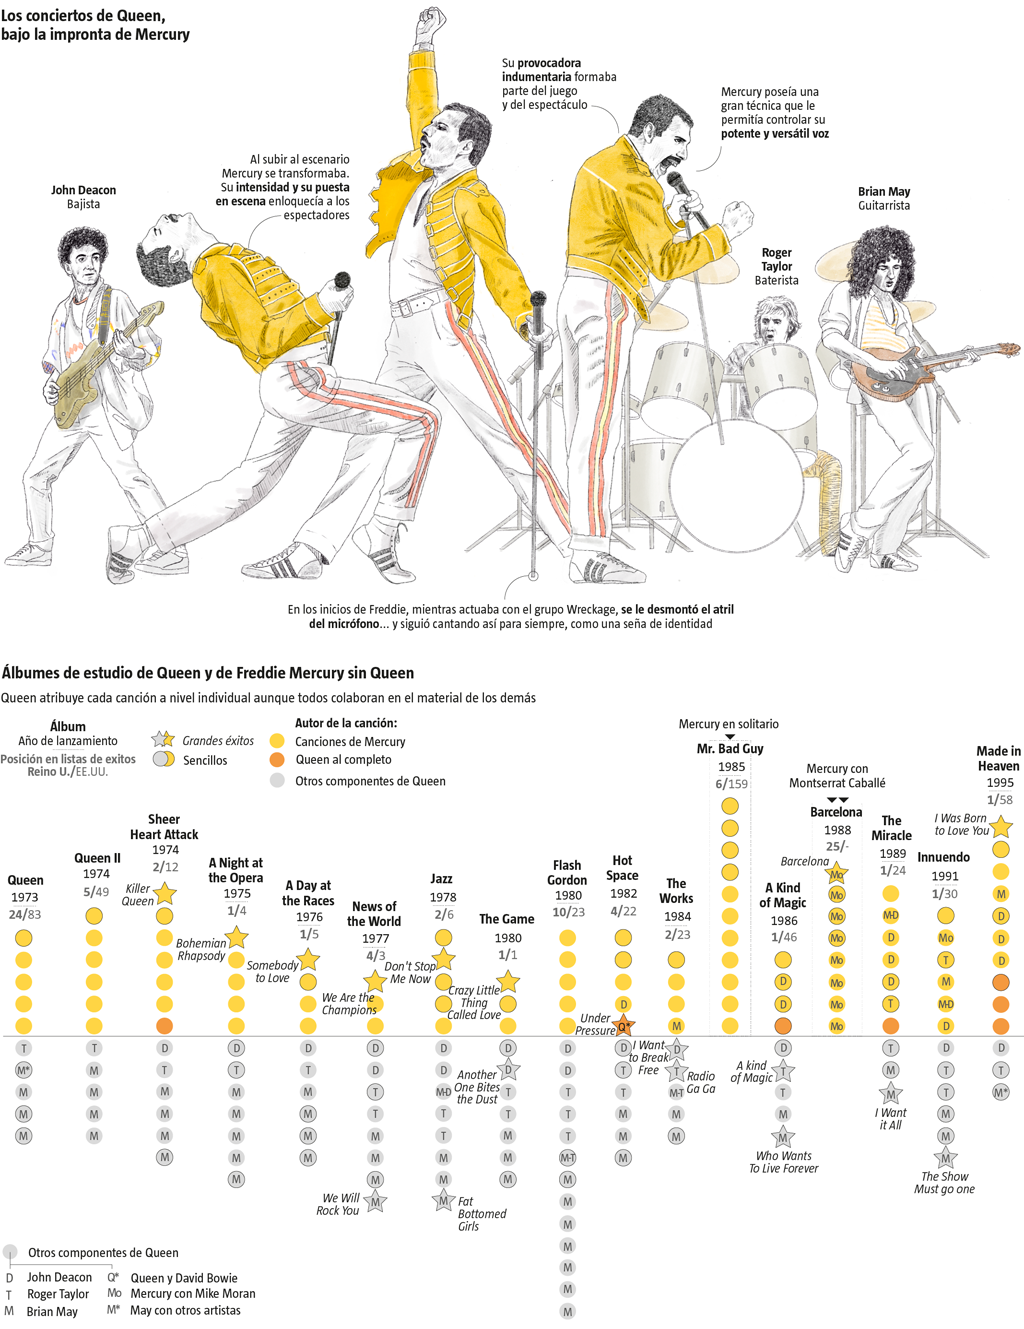 Los conciertos de Queen,
bajo la impronta de Mercury
Su provocadora
indumentaria formaba
parte del juego
y del espectáculo
Mercury poseía una
gran técnica que le
permitía controlar su
potente y versátil voz
Al subir al escenario
Mercury se transformaba.
Su intensidad y su puesta
en escena enloquecía a los
espectadores
John Deacon
Bajista
Brian May
Guitarrista
Roger
Taylor
Baterista
En los inicios de Freddie, mientras actuaba con el grupo Wreckage, se le desmontó el atril
del micrófono... y siguió cantando así para siempre, como una seña de identidad
Álbumes de estudio de Queen y de Freddie Mercury sin Queen
Queen atribuye cada canción a nivel individual aunque todos colaboran en el material de los demás
Álbum
Año de lanzamiento
Posición en listas de exitos
Reino U./EE.UU.
Grandes éxitos
Sencillos
Autor de la canción:
Canciones de Mercury
Queen al completo
Otros componentes de Queen
Queen
1973
24/83
T
M*
M
M
M
Queen II
1974
5/49
T
M
M
M
M
Sheer
Heart Attack
1974
2/12
Killer
Queen
D
T
M
M
M
M
A Night at
the Opera
1975
1/4
Bohemian
Rhapsody
D
T
M
M
M
M
M
A Day at
the Races
1976
1/5
Somebody
to Love
D
T
M
M
M
M
News of
the World
1977
4/3
We Are the
Champions
D
D
T
T
M
M
M
We Will
Rock You
M
Jazz
1978
2/6
Don't Stop
Me Now
D
D
M-D
T
T
M
M
M
Fat
Bottomed
Girls
The Game
1980
1/1
Crazy Little
Thing
Called Love
D
Another
One Bites
the Dust
D
T
T
M
M
M
Flash
Gordon
1980
10/23
D
D
T
T
T
M-T
M
M
M
M
M
M
M
Hot
Space
1982
4/22
D
Under
Pressure
Q*
D
T
T
M
M
M
The
Works
1984
2/23
M
I Want
to Break
Free
D
T
Radio
Ga Ga
M-T
M
M
Mercury en solitario
Mr. Bad Guy
1985
6/159
A Kind
of Magic
1986
1/46
D
D
D
A kind
of Magic
T
T
M
M
Who Wants
To Live Forever
Mercury con
Montserrat Caballé
Barcelona
1988
25/-
Barcelona
Mo
Mo
Mo
Mo
Mo
Mo
Mo
Mo
The
Miracle
1989
1/24
M-D
D
D
T
T
M
M
I Want
it All
Innuendo
1991
1/30
Mo
T
M
M-D
D
D
T
T
M
M
M
The Show
Must go one
Made in
Heaven
1995
1/58
I Was Born
to Love You
M
D
D
D
D
T
M*
Otros componentes de Queen
D John Deacon
T Roger Taylor
M Brian May
Q* Queen y David Bowie
Mo Mercury con Mike Moran
M* May con otros artistas